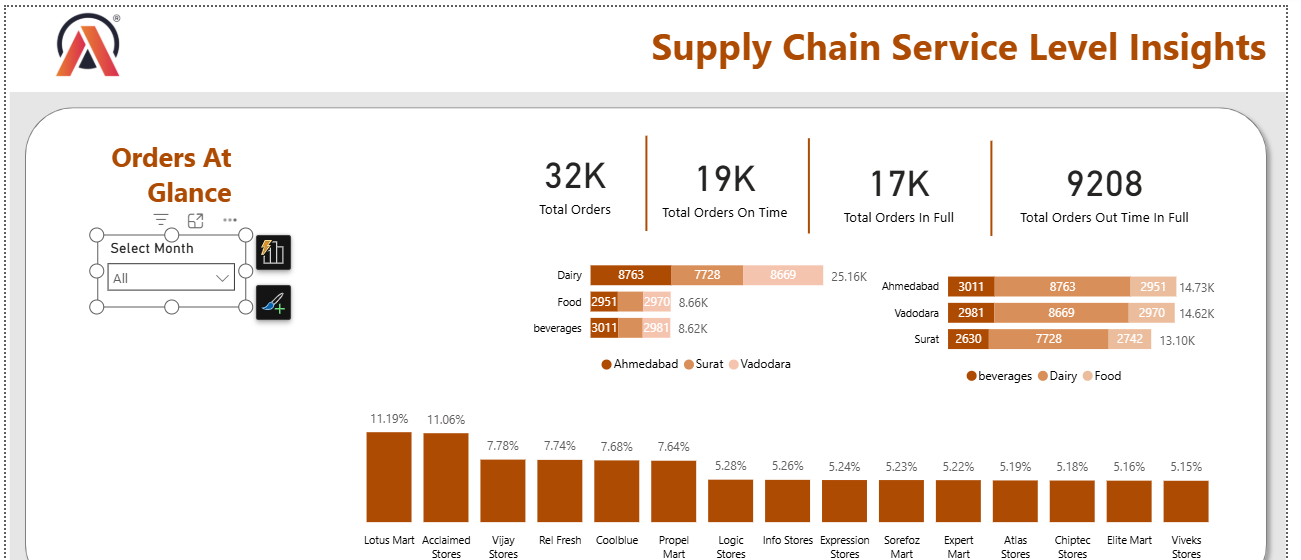 ®
Supply Chain Service Level Insights
Orders At
Glance
Select Month
All
32K
Total Orders
19K
Total Orders On Time
17K
Total Orders In Full
9208
Total Orders Out Time In Full
Dairy 8763 7728 8669 25.16K
Food 2951 2970 8.66K
beverages 3011 2981 8.62K
Ahmedabad Surat Vadodara
Ahmedabad 3011 8763 2951 14.73K
Vadodara 2981 8669 2970 14.62K
Surat 2630 7728 2742 13.10K
beverages Dairy Food
11.19% 11.06% 7.78% 7.74% 7.68% 7.64% 5.28% 5.26% 5.24% 5.23% 5.22% 5.19% 5.18% 5.16% 5.15%
Lotus Mart Acclaimed Vijay Rel Fresh Coolblue Propel Logic Info Stores Expression Sorefoz Expert Atlas Chiptec Elite Mart Viveks
Stores Stores Mart Stores Stores Mart Mart Stores Stores Stores